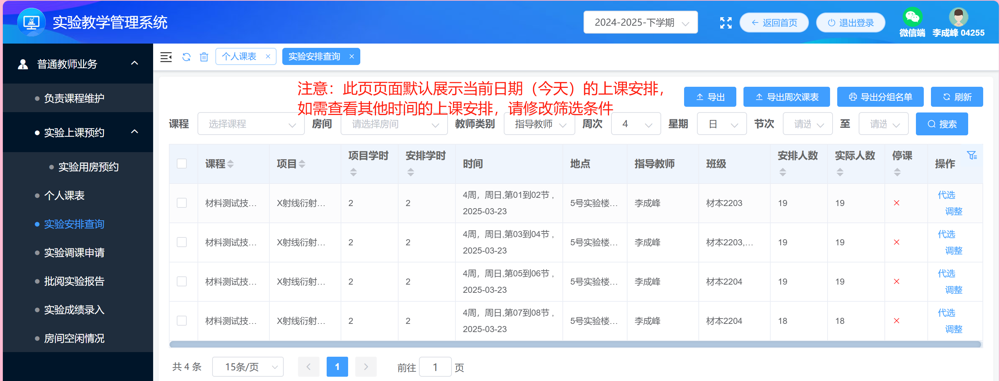 实验教学管理系统
2024-2025-下学期
返回首页
退出登录
微信端
李成峰 04255
普通教师业务
负责课程维护
实验上课预约
实验用房预约
个人课表
实验安排查询
实验调课申请
批阅实验报告
实验成绩录入
房间空闲情况
个人课表 ×
实验安排查询 ×
注意：此页页面默认展示当前日期（今天）的上课安排，
如需查看其他时间的上课安排，请修改筛选条件
导出
导出周次课表
导出分组名单
刷新
课程 选择课程 房间 请选择房间 教师类别 指导教师 周次 4 星期 日 节次 请选 至 请选 搜索
课程 项目 项目学时 安排学时 时间 地点 指导教师 班级 安排人数 实际人数 停课 操作
材料测试技… X射线衍射… 2 2 4周，周日,第01到02节 , 2025-03-23 5号实验楼… 李成峰 材本2203 19 19 × 代选 调整
材料测试技… X射线衍射… 2 2 4周，周日,第03到04节 , 2025-03-23 5号实验楼… 李成峰 材本2203,… 19 19 × 代选 调整
材料测试技… X射线衍射… 2 2 4周，周日,第05到06节 , 2025-03-23 5号实验楼… 李成峰 材本2204 19 19 × 代选 调整
材料测试技… X射线衍射… 2 2 4周，周日,第07到08节 , 2025-03-23 5号实验楼… 李成峰 材本2204 18 18 × 代选 调整
共 4 条 15条/页 < 1 > 前往 1 页